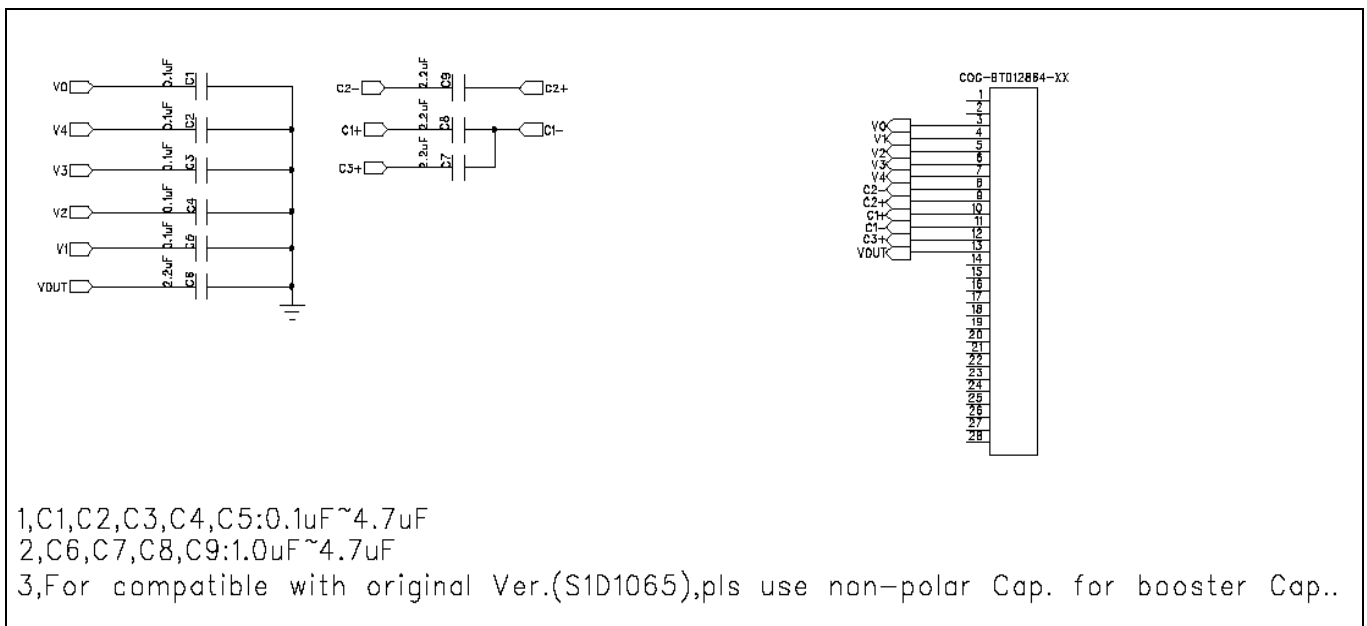 V0 0.1uF C1
V4 0.1uF C2
V3 0.1uF C3
V2 0.1uF C4
V1 0.1uF C5
VOUT 2.2uF C6
C2- 2.2uF C9 C2+
C1+ 2.2uF C8 C1-
C3+ 2.2uF C7
COG-BTD12864-XX
1
2
V0 3
V1 4
V2 5
V3 6
V4 7
C2- 8
C2+ 9
C1+ 10
C1- 11
C3+ 12
VOUT 13
14
15
16
17
18
19
20
21
22
23
24
25
26
27
28
1,C1,C2,C3,C4,C5:0.1uF~4.7uF
2,C6,C7,C8,C9:1.0uF~4.7uF
3,For compatible with original Ver.(S1D1065),pls use non-polar Cap. for booster Cap..